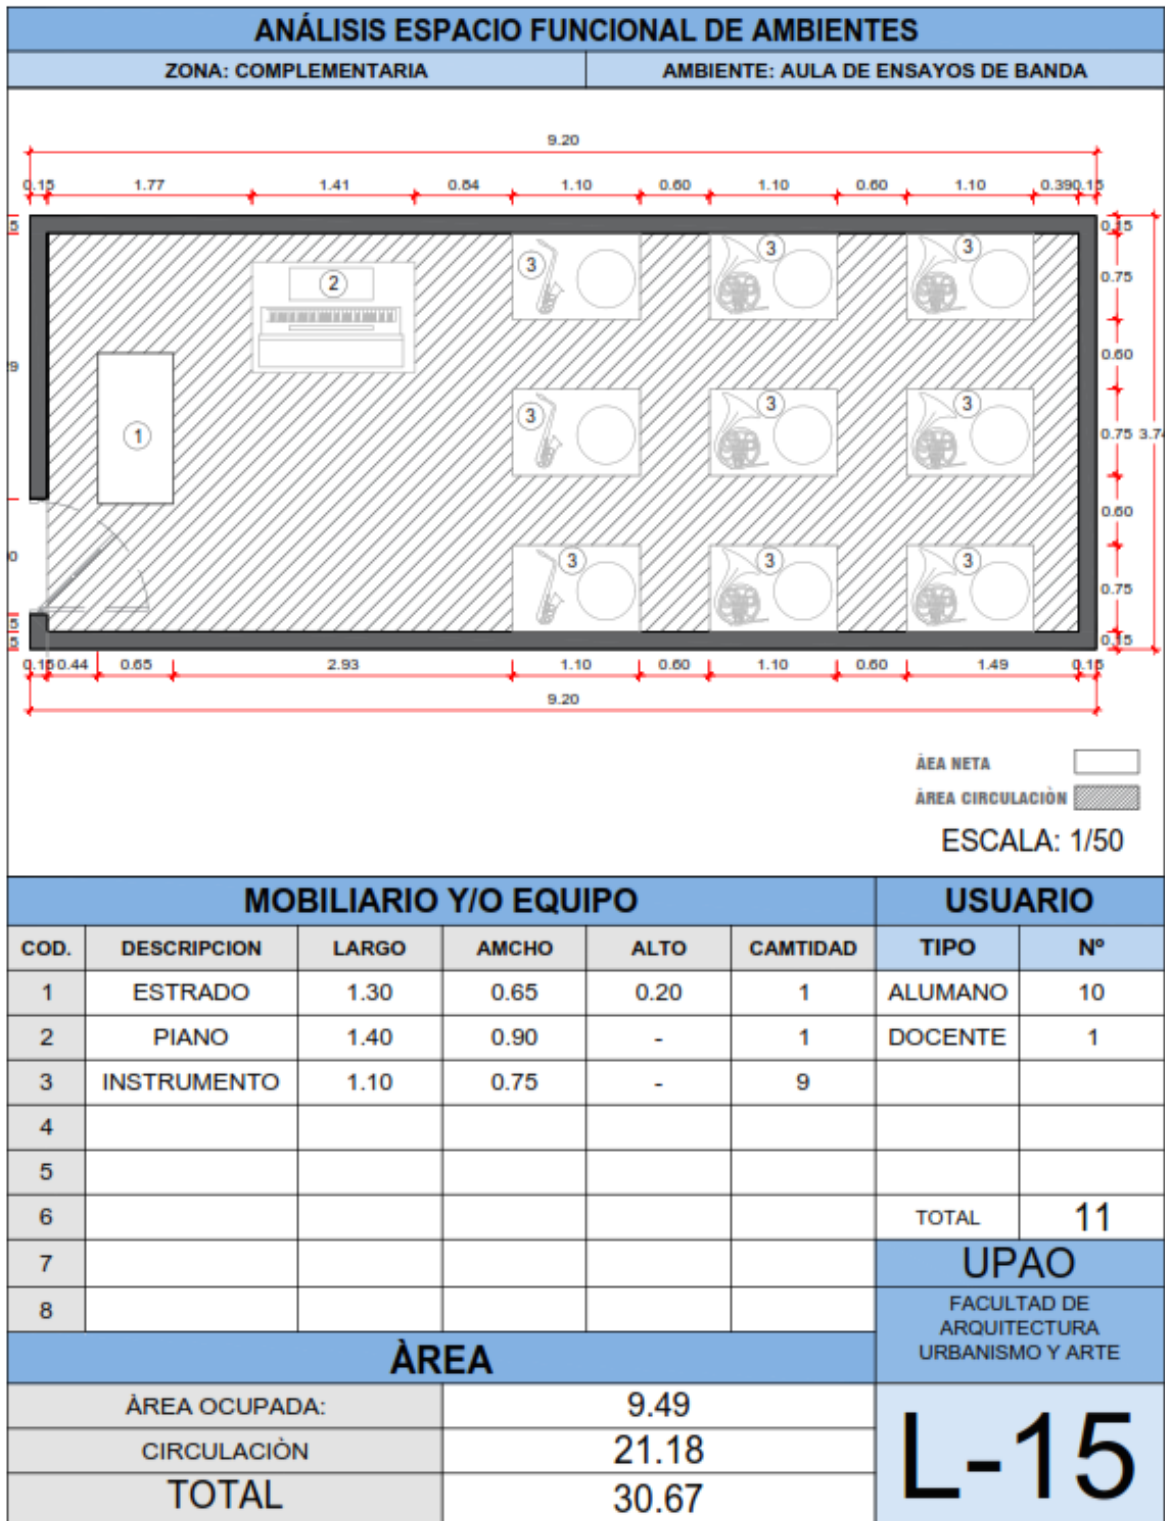 ANÁLISIS ESPACIO FUNCIONAL DE AMBIENTES
ZONA: COMPLEMENTARIA
AMBIENTE: AULA DE ENSAYOS DE BANDA
9.20
0.15 1.77 1.41 0.84 1.10 0.60 1.10 0.60 1.10 0.39 0.15
2
3 3 3
0.15
0.75
0.60
1
3 3 3
0.75 3.74
0.60
3 3 3
0.75
0.15
0.15 0.44 0.65 2.93 1.10 0.60 1.10 0.60 1.49 0.15
9.20
ÀEA NETA
ÀREA CIRCULACIÒN
ESCALA: 1/50
MOBILIARIO Y/O EQUIPO USUARIO
COD. DESCRIPCION LARGO AMCHO ALTO CAMTIDAD TIPO Nº
1 ESTRADO 1.30 0.65 0.20 1 ALUMANO 10
2 PIANO 1.40 0.90 - 1 DOCENTE 1
3 INSTRUMENTO 1.10 0.75 - 9
4
5
6 TOTAL 11
7
8
UPAO
FACULTAD DE
ARQUITECTURA
URBANISMO Y ARTE
ÀREA
ÀREA OCUPADA: 9.49
CIRCULACIÒN 21.18
TOTAL 30.67
L-15